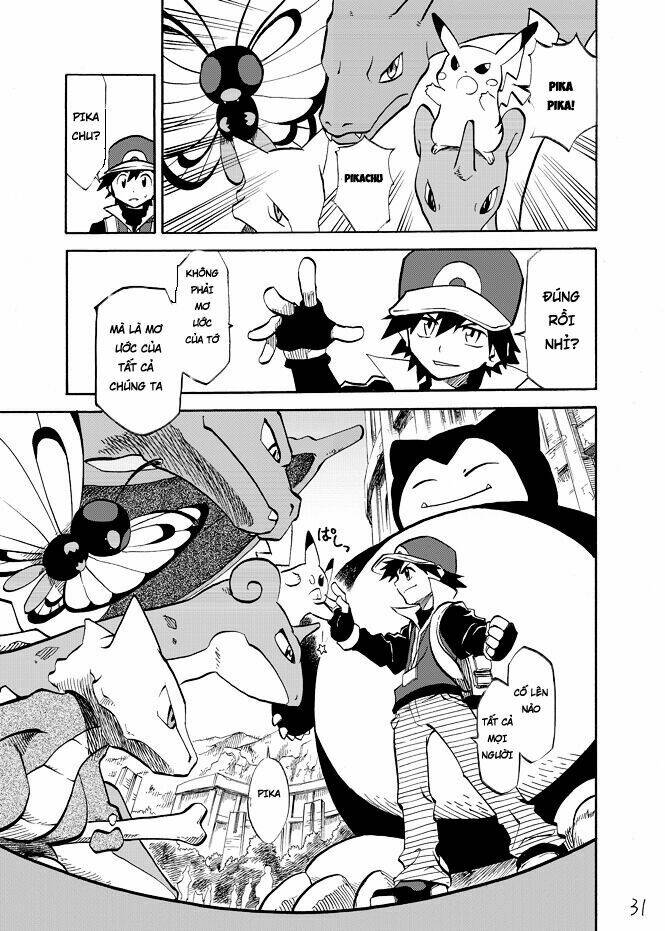 PIKA
PIKA!
PIKACHU
PIKA
CHU?
ĐÚNG
RỒI
NHỈ?
KHÔNG
PHẢI
MƠ
ƯỚC
CỦA TỚ
MÀ LÀ MƠ
ƯỚC CỦA
TẤT CẢ
CHÚNG TA
ぱしっ
CỐ LÊN
NÀO
TẤT CẢ
MỌI
NGƯỜI
PIKA
31